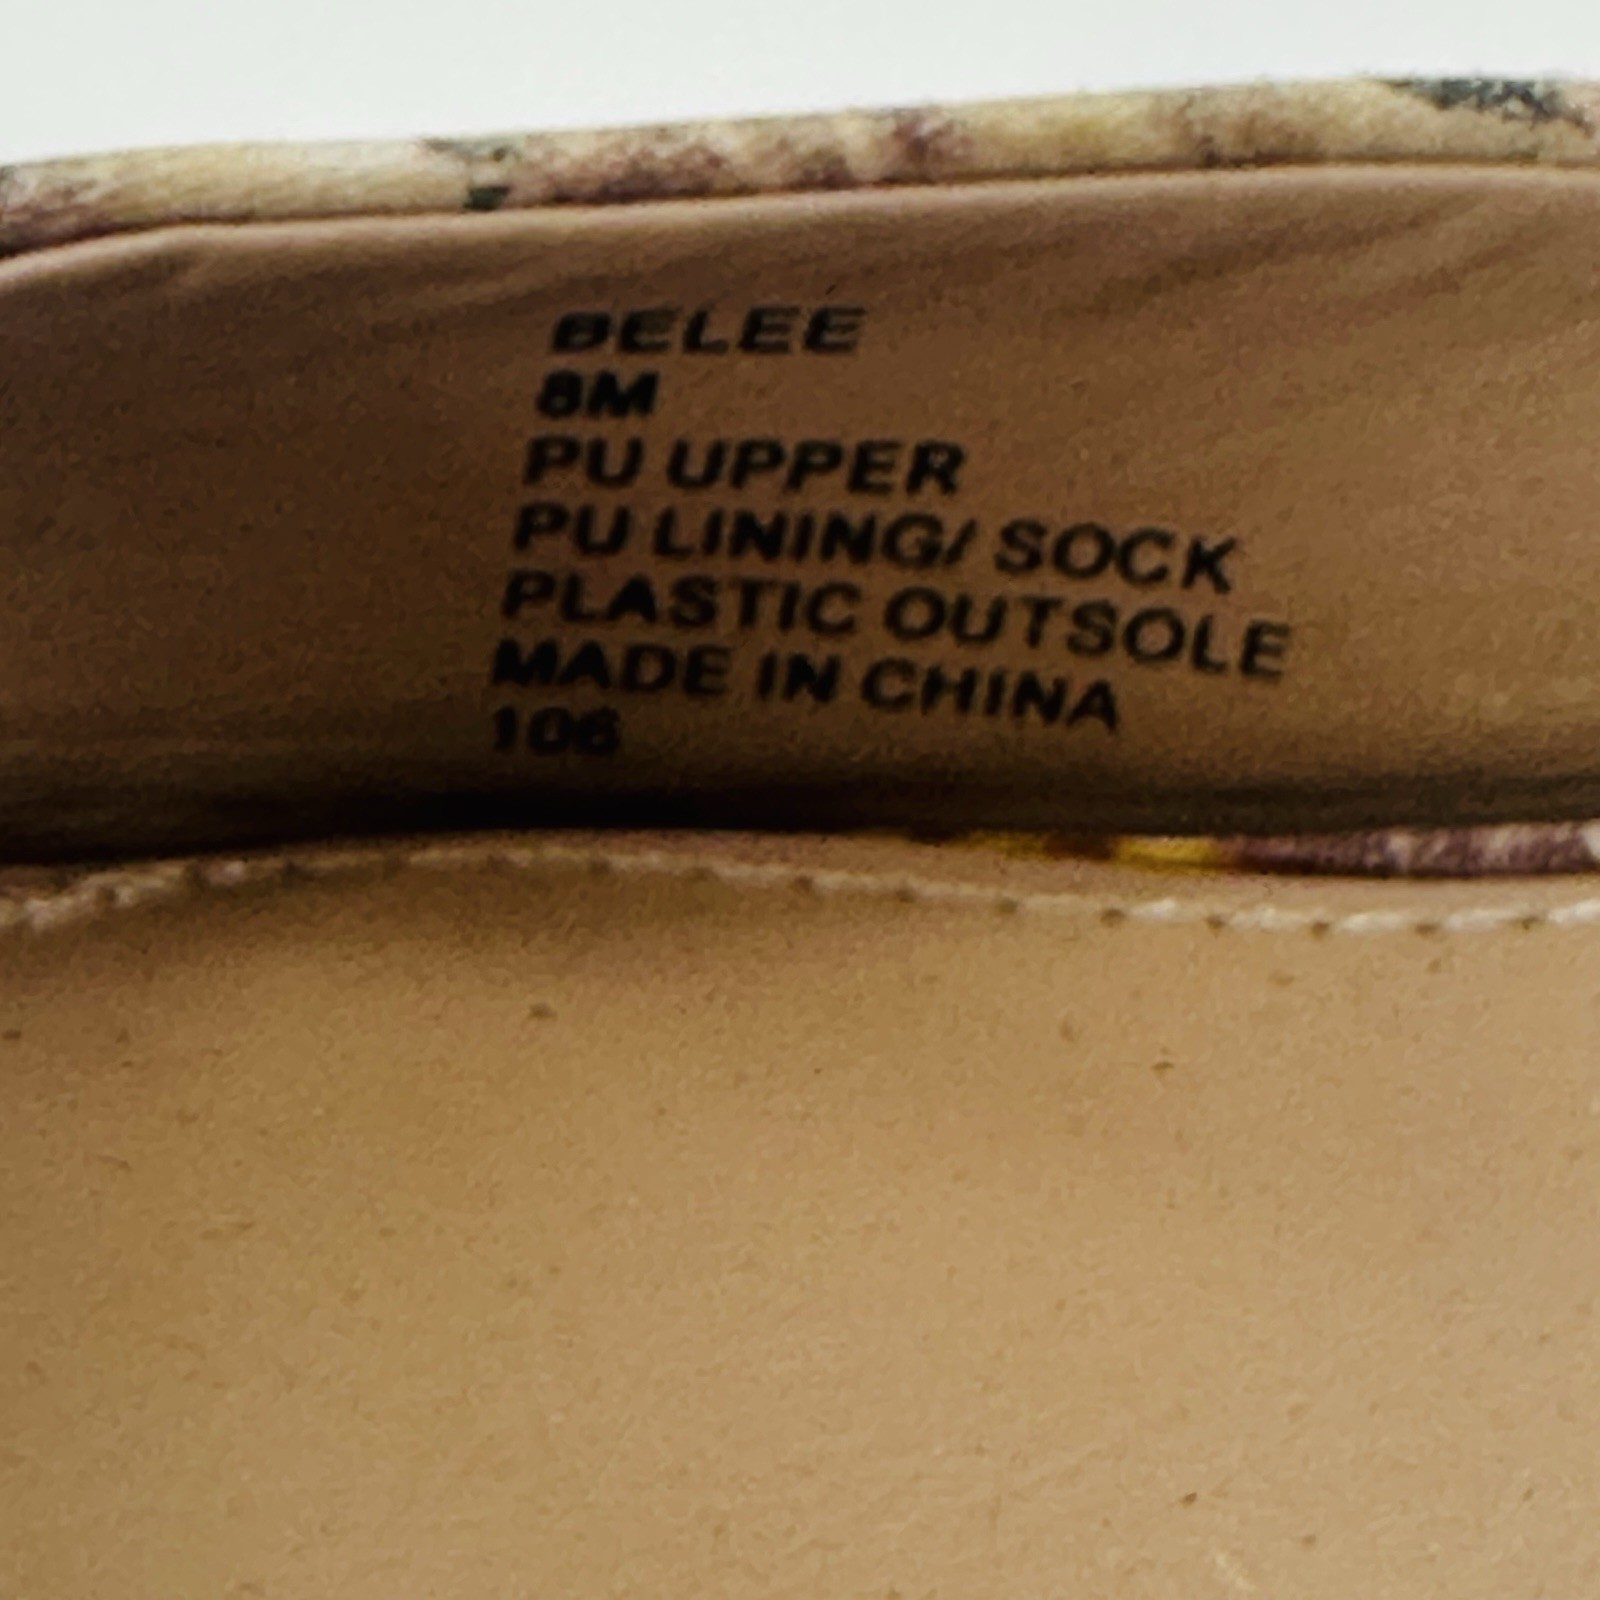 BELEE
8M
PU UPPER
PU LINING/ SOCK
PLASTIC OUTSOLE
MADE IN CHINA
106